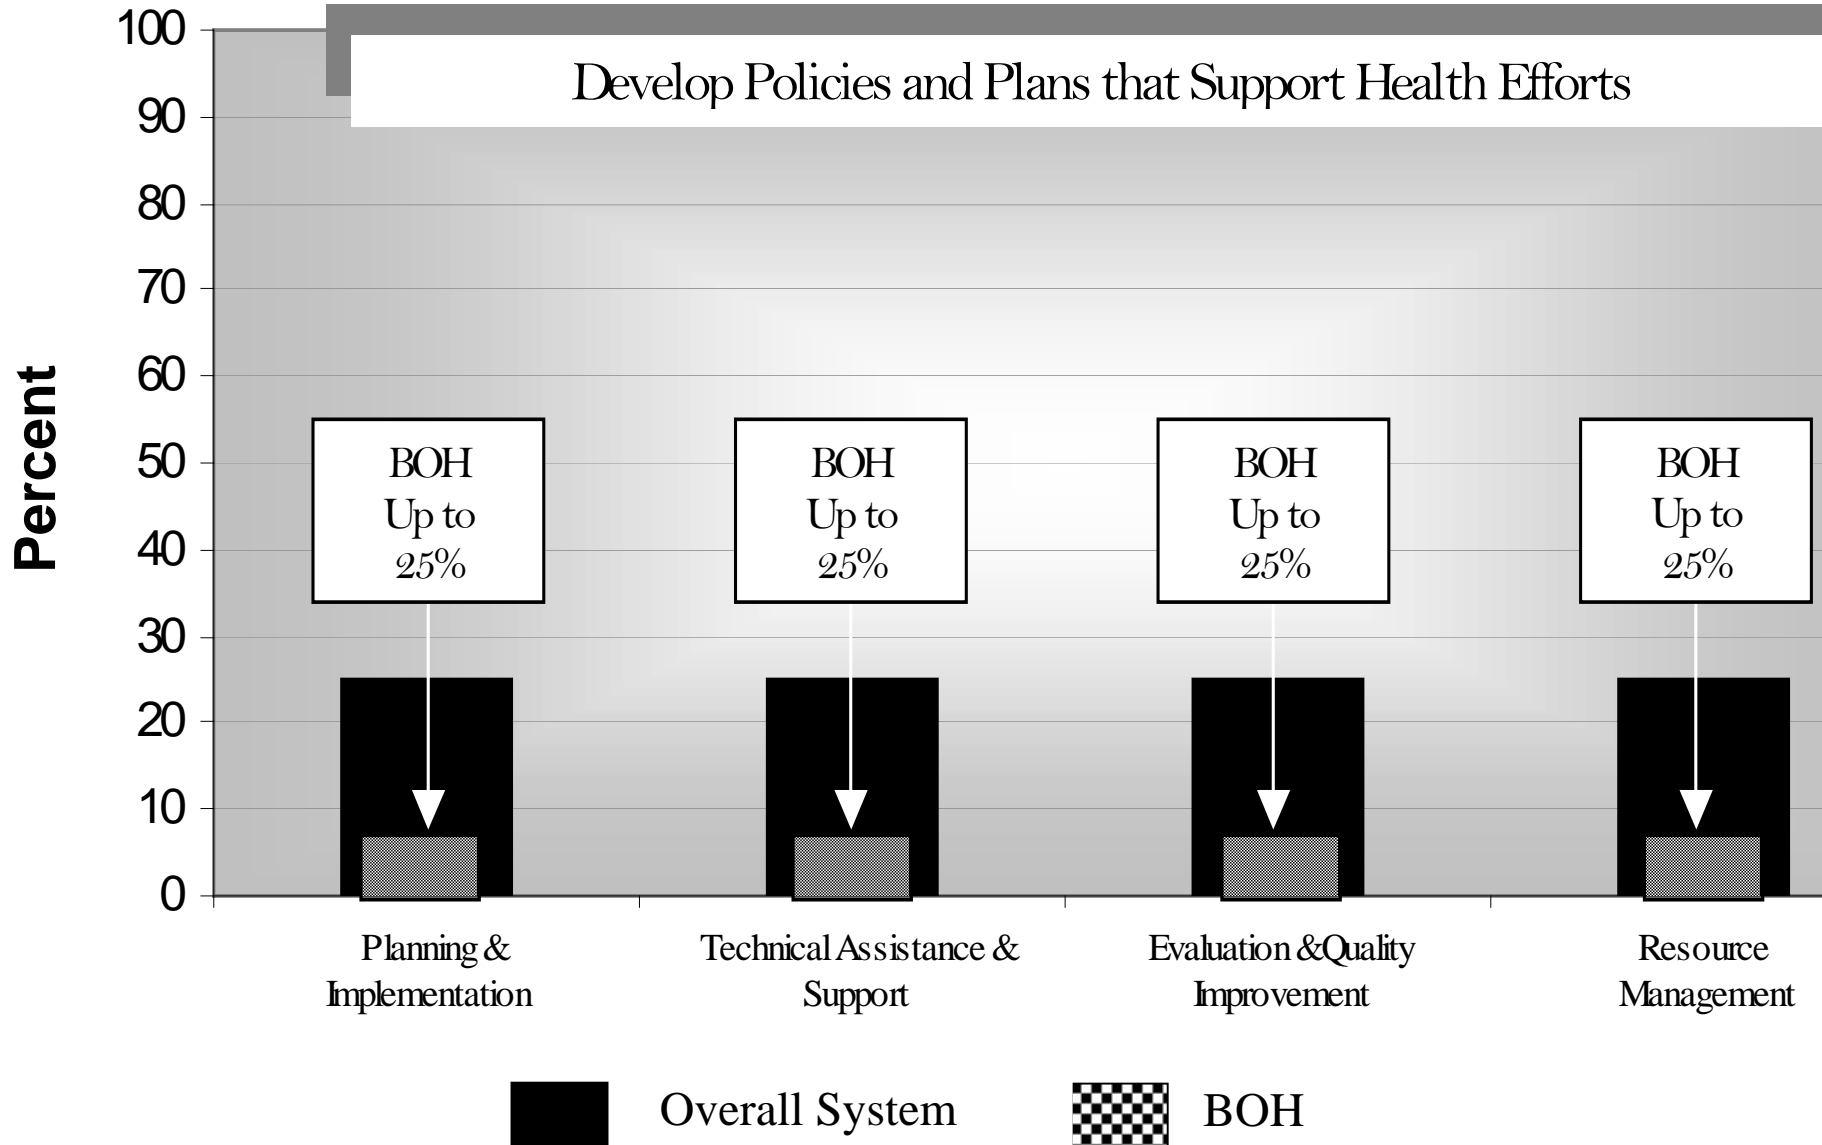 Develop Policies and Plans that Support Health Efforts
Percent
100
90
80
70
60
50
40
30
20
10
0
BOH
Up to
25%
BOH
Up to
25%
BOH
Up to
25%
BOH
Up to
25%
Planning &
Implementation
Technical Assistance &
Support
Evaluation &Quality
Improvement
Resource
Management
Overall System
BOH